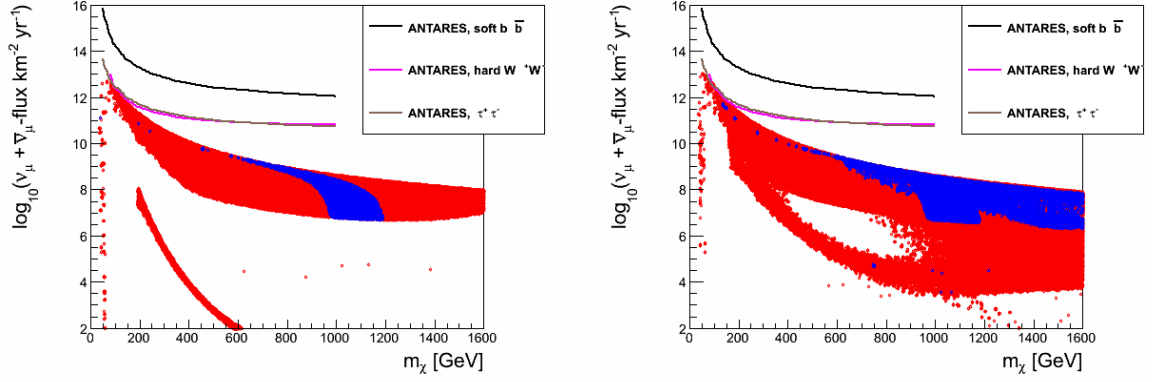 log₁₀(νμ + ν̅μ-flux km⁻² yr⁻¹)
16
14
12
10
8
6
4
2
ANTARES, soft b b̅
ANTARES, hard W ⁺W⁻
ANTARES, τ⁺ τ⁻
0 200 400 600 800 1000 1200 1400 1600
mχ [GeV]
log₁₀(νμ + ν̅μ-flux km⁻² yr⁻¹)
16
14
12
10
8
6
4
2
ANTARES, soft b b̅
ANTARES, hard W ⁺W⁻
ANTARES, τ⁺ τ⁻
0 200 400 600 800 1000 1200 1400 1600
mχ [GeV]